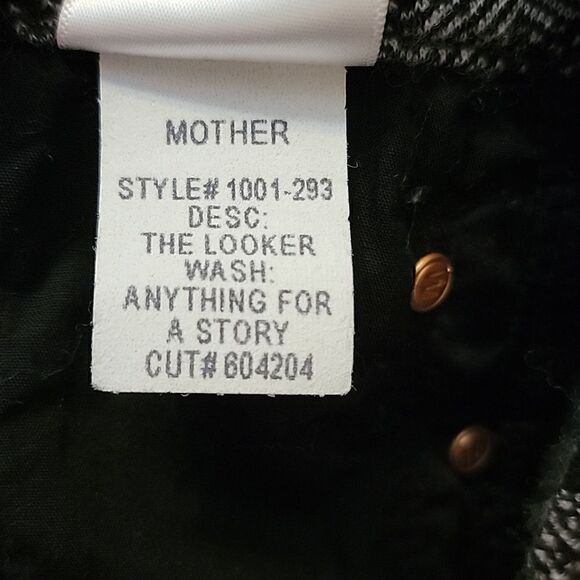 MOTHER
STYLE# 1001-293
DESC:
THE LOOKER
WASH:
ANYTHING FOR
A STORY
CUT# 604204